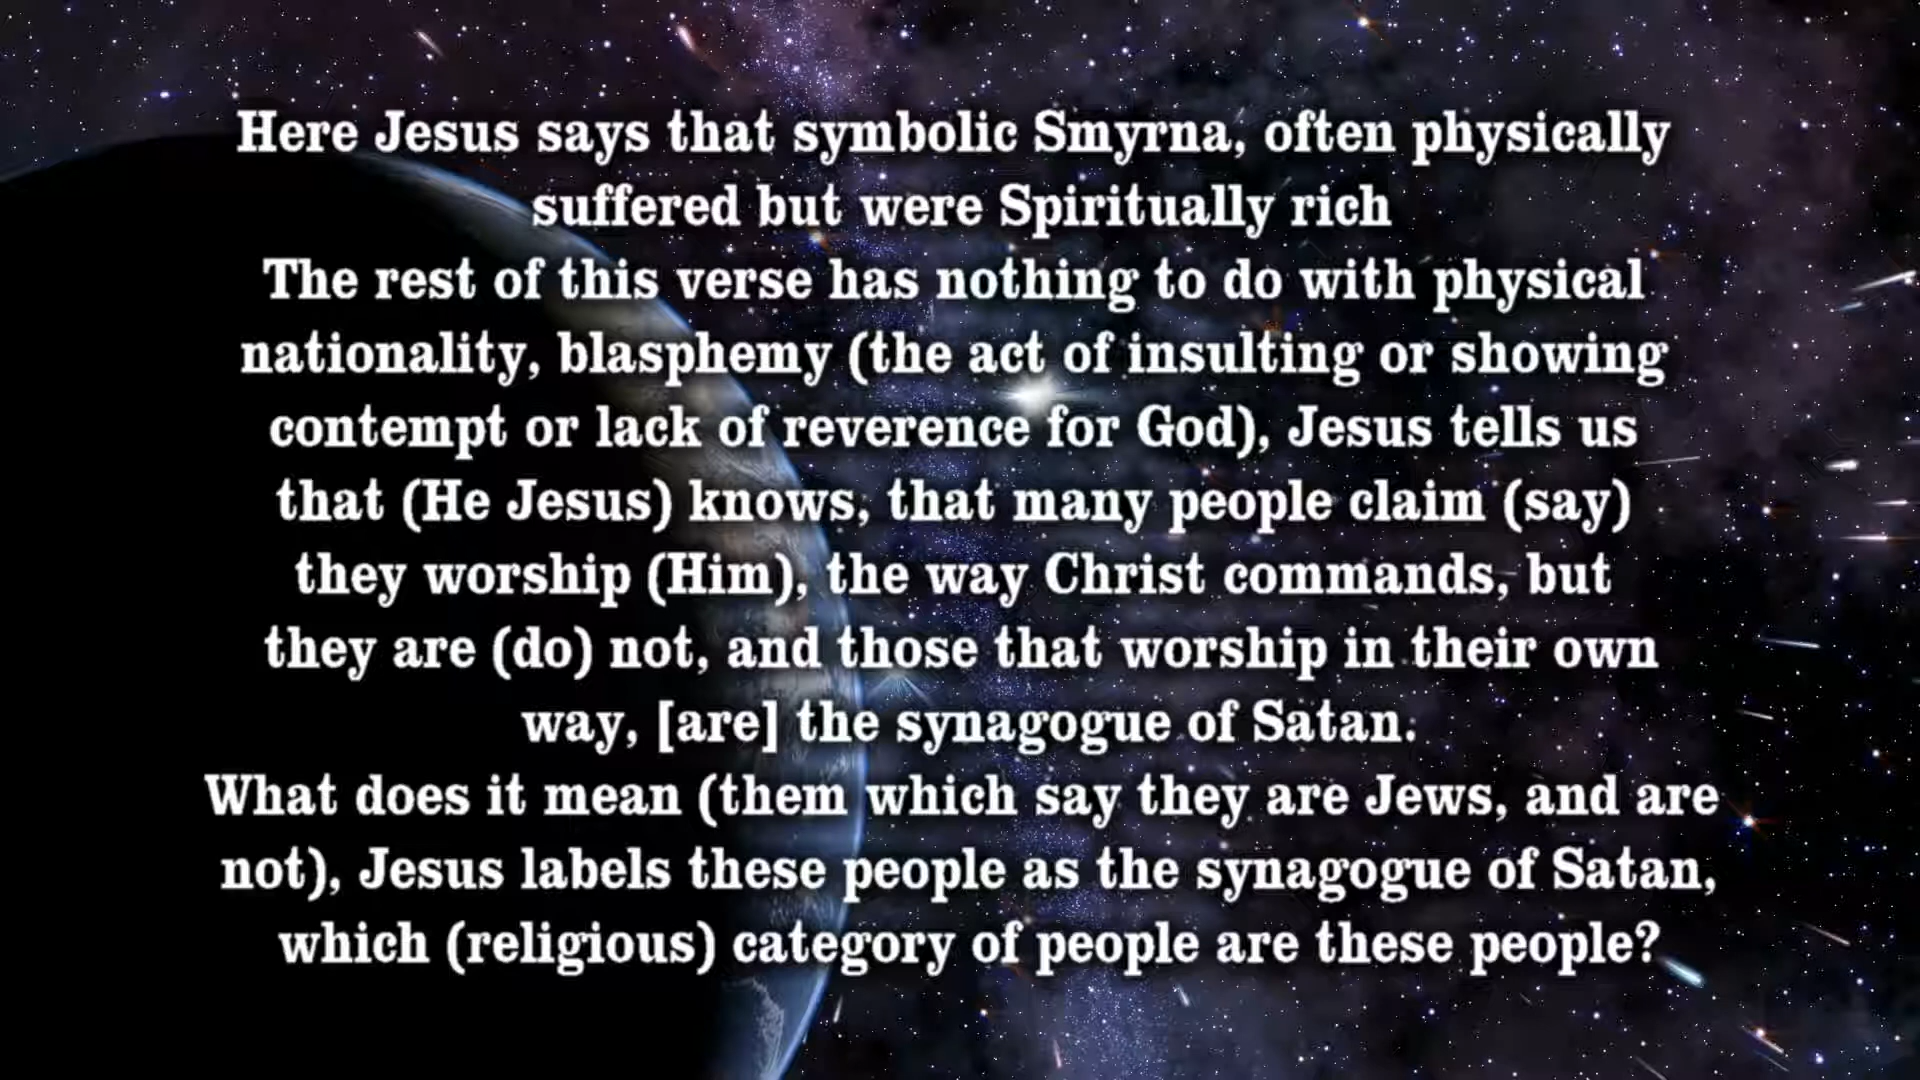 Here Jesus says that symbolic Smyrna, often physically
suffered but were Spiritually rich
The rest of this verse has nothing to do with physical
nationality, blasphemy (the act of insulting or showing
contempt or lack of reverence for God), Jesus tells us
that (He Jesus) knows, that many people claim (say)
they worship (Him), the way Christ commands, but
they are (do) not, and those that worship in their own
way, [are] the synagogue of Satan.
What does it mean (them which say they are Jews, and are
not), Jesus labels these people as the synagogue of Satan,
which (religious) category of people are these people?